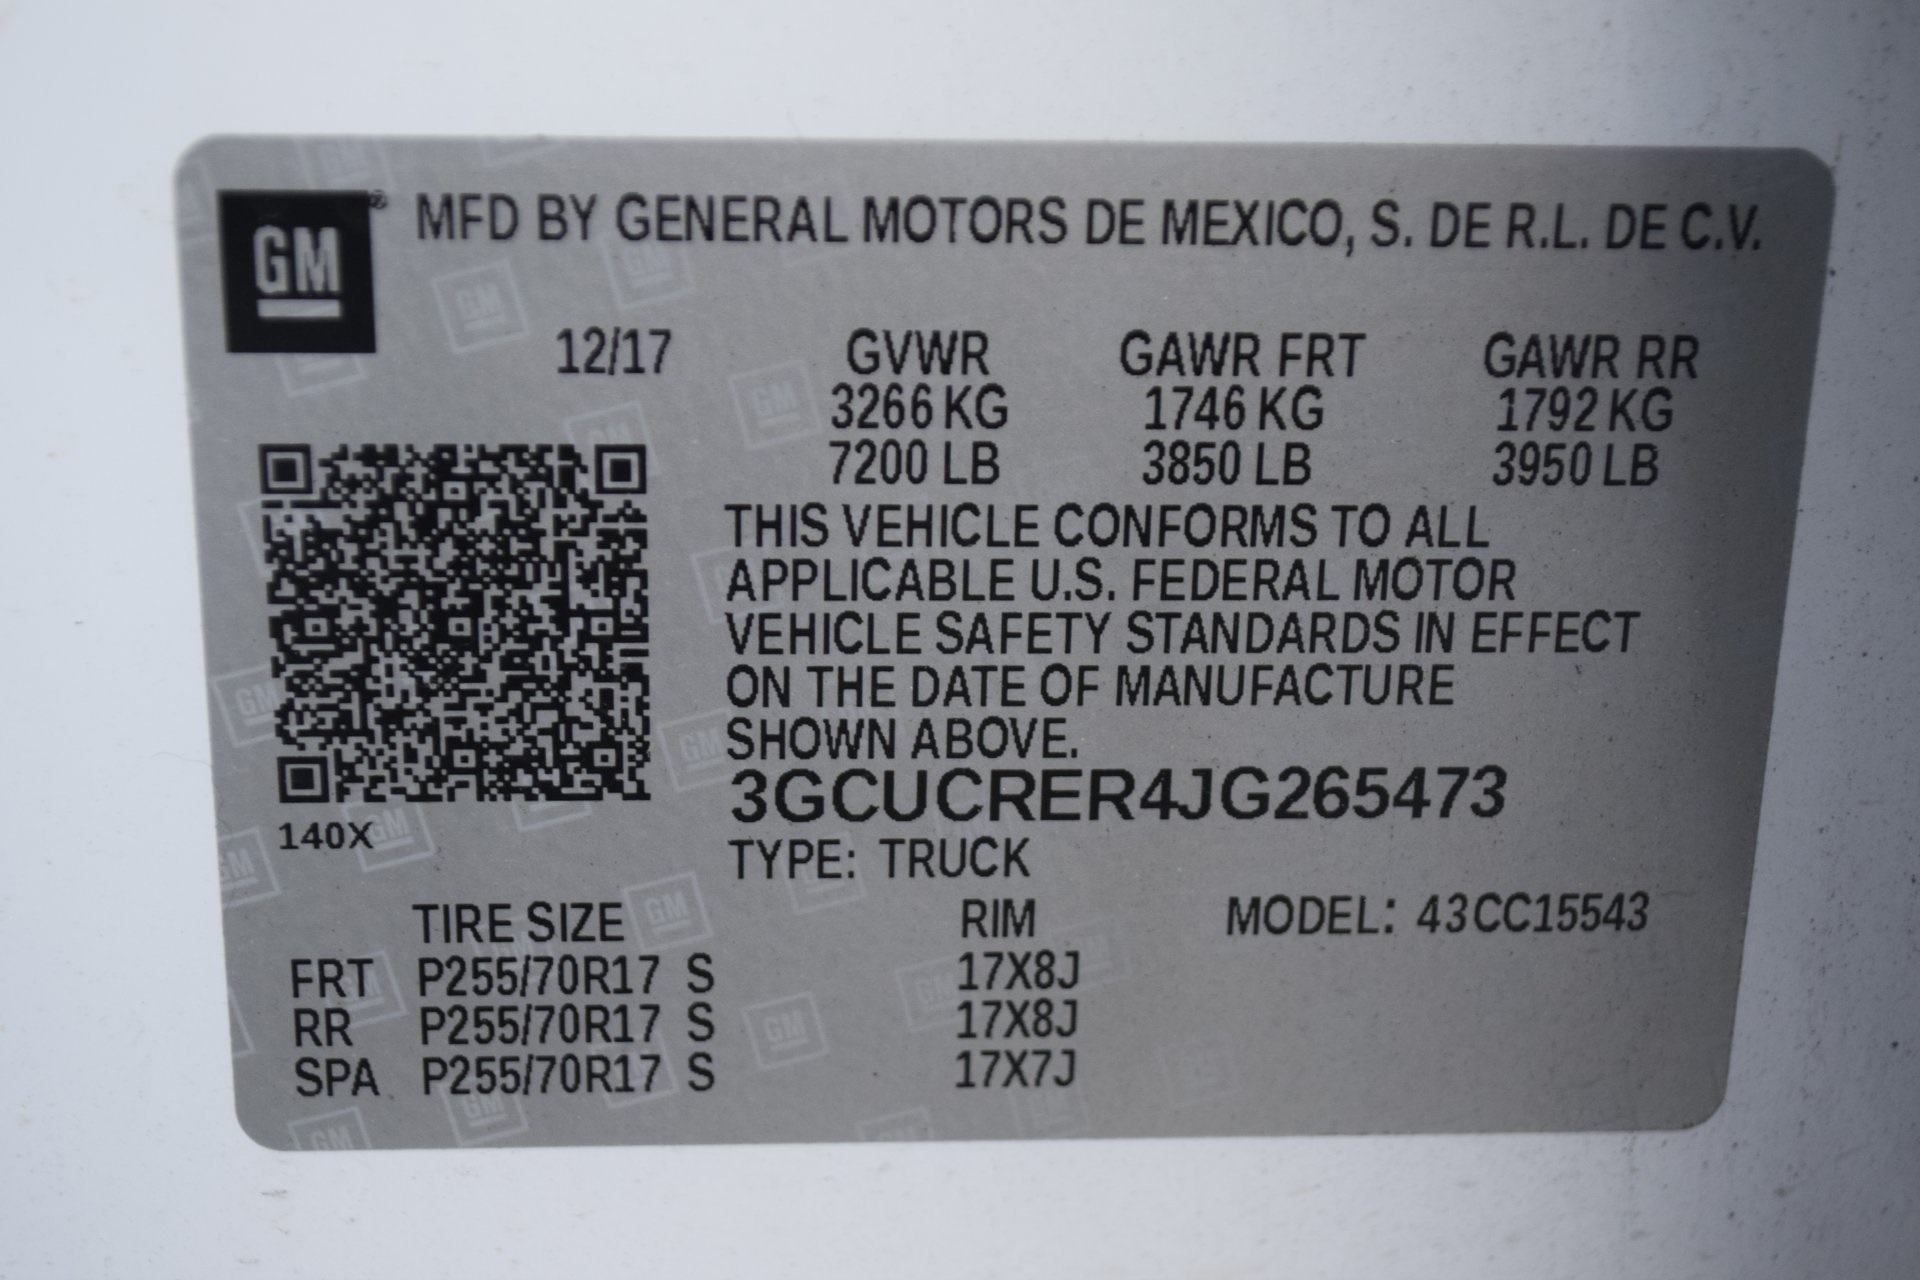 GM® MFD BY GENERAL MOTORS DE MEXICO, S. DE R.L. DE C.V.
12/17 GVWR GAWR FRT GAWR RR
3266 KG 1746 KG 1792 KG
7200 LB 3850 LB 3950 LB
THIS VEHICLE CONFORMS TO ALL
APPLICABLE U.S. FEDERAL MOTOR
VEHICLE SAFETY STANDARDS IN EFFECT
ON THE DATE OF MANUFACTURE
SHOWN ABOVE.
3GCUCRER4JG265473
140X
TYPE: TRUCK
TIRE SIZE RIM MODEL: 43CC15543
FRT P255/70R17 S 17X8J
RR P255/70R17 S 17X8J
SPA P255/70R17 S 17X7J